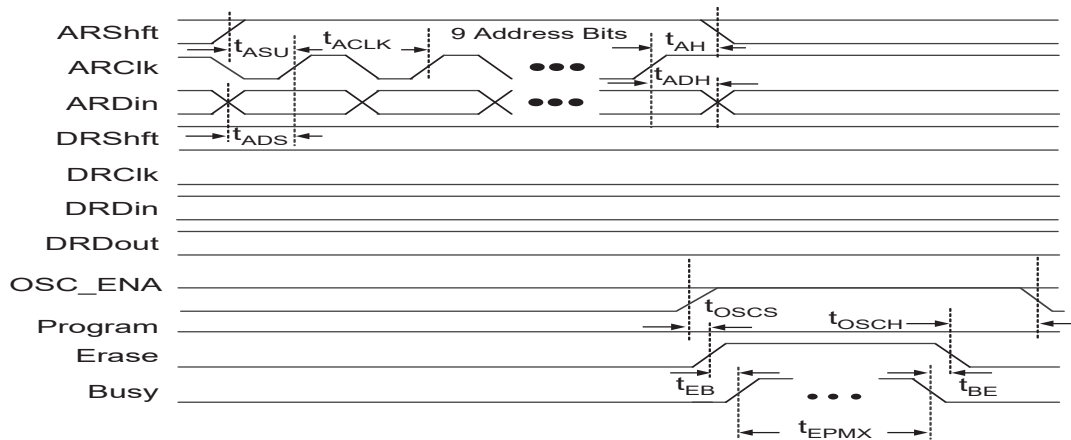 ARShft
tASU tACLK 9 Address Bits tAH
ARClk
tADH
ARDin
DRShft
tADS
DRClk
DRDin
DRDout
OSC_ENA
tOSCS tOSCH
Program
Erase
tEB tBE
Busy
tEPMX